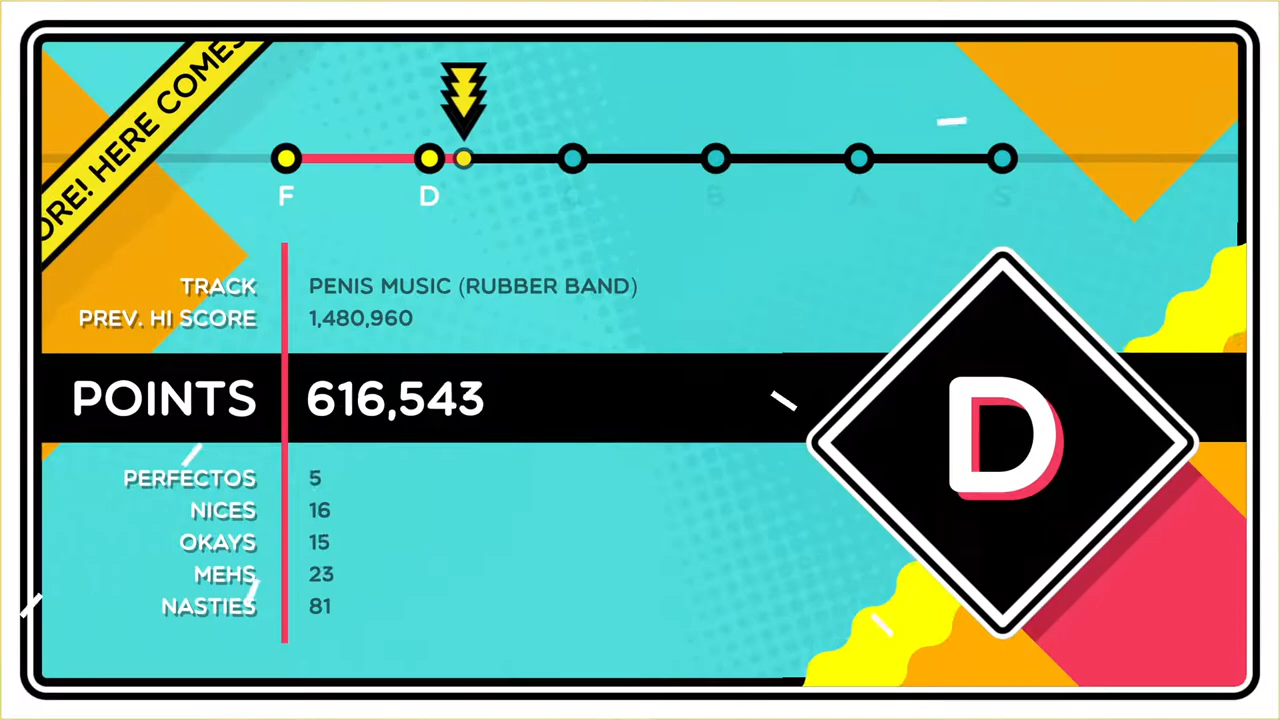 ORE! HERE COMES
F D C B A S
TRACK PENIS MUSIC (RUBBER BAND)
PREV. HI SCORE 1,480,960
POINTS 616,543
PERFECTOS 5
NICES 16
OKAYS 15
MEHS 23
NASTIES 81
D